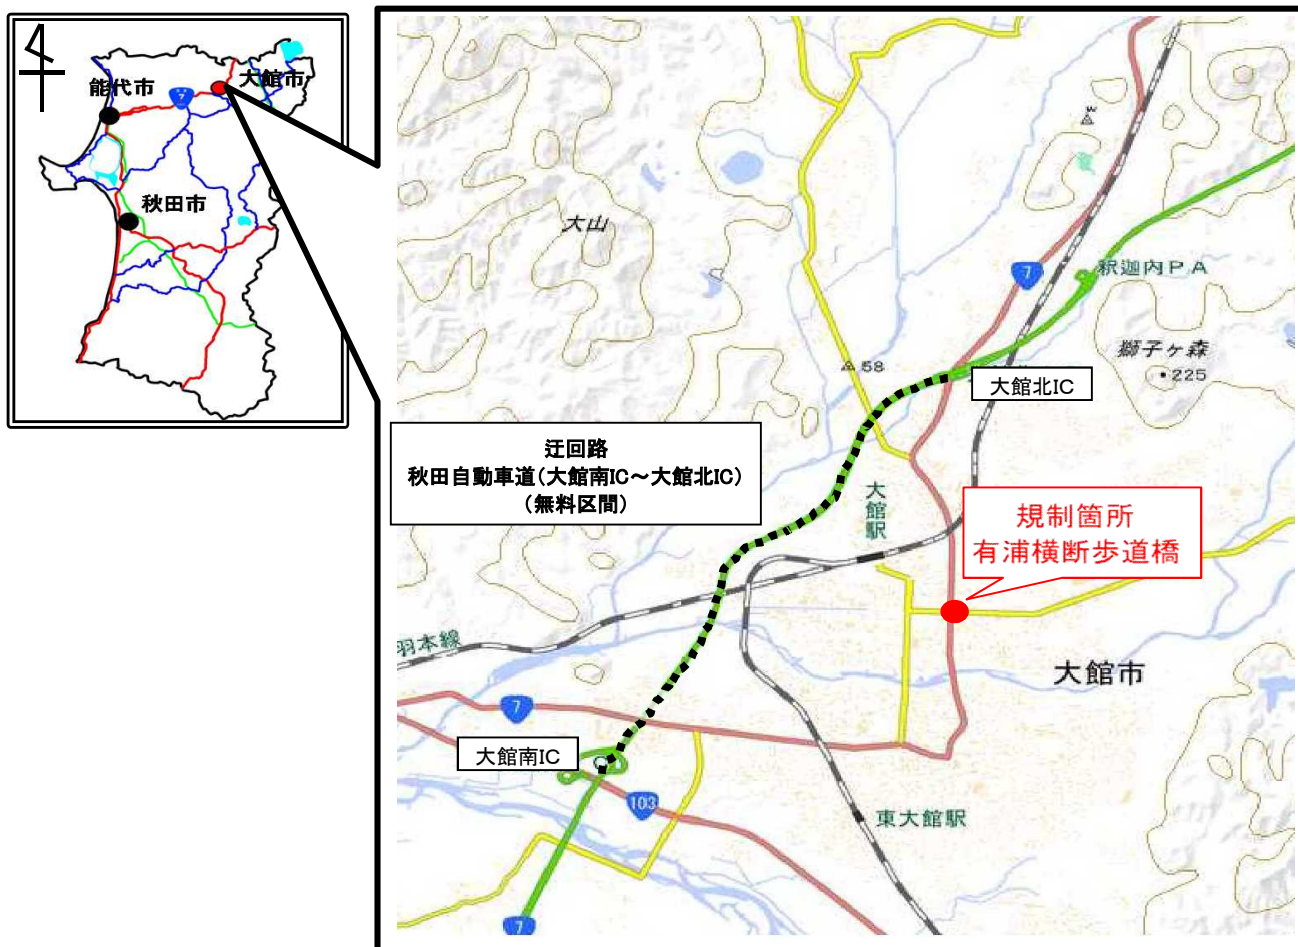 能代市
大館市
7
秋田市
大山
7
釈迦内PA
獅子ヶ森
・225
58
大館北IC
迂回路
秋田自動車道(大館南IC~大館北IC)
(無料区間)
大館駅
規制箇所
有浦横断歩道橋
羽本線
大館市
7
大館南IC
103
東大館駅
7